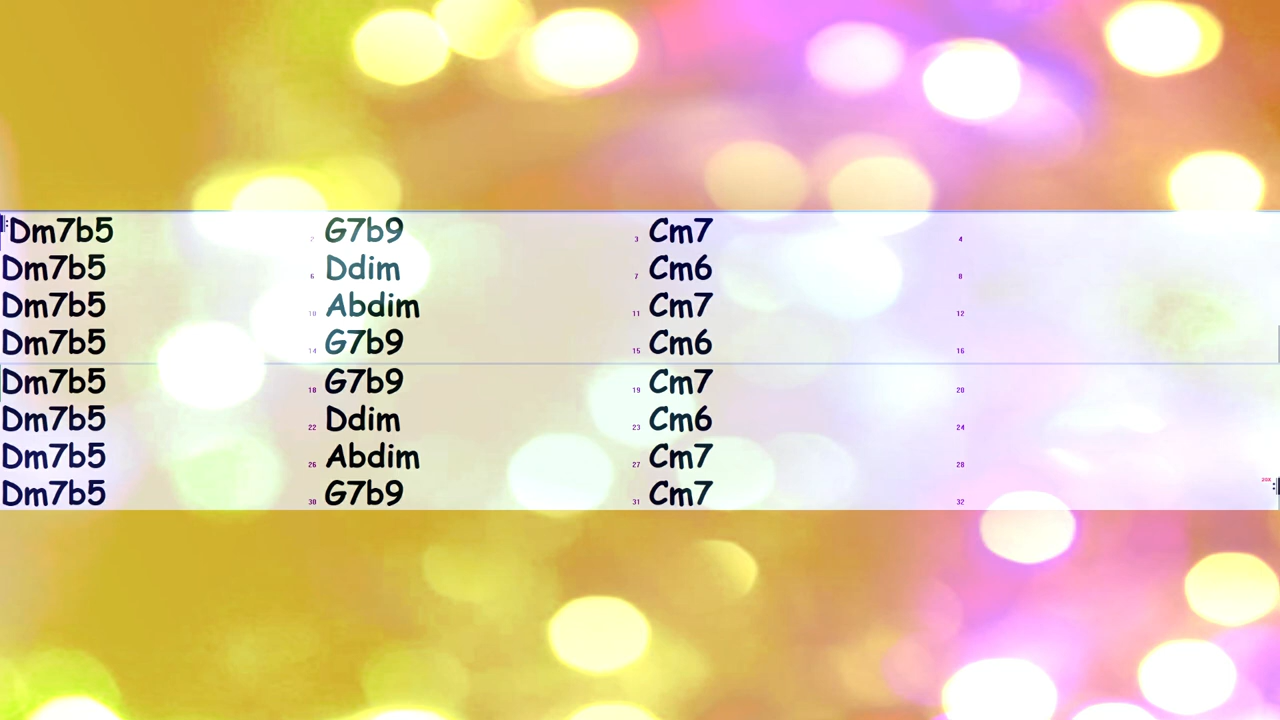 Dm7b5 2 G7b9 3 Cm7 4
Dm7b5 6 Ddim 7 Cm6 8
Dm7b5 10 Abdim 11 Cm7 12
Dm7b5 14 G7b9 15 Cm6 16
Dm7b5 18 G7b9 19 Cm7 20
Dm7b5 22 Ddim 23 Cm6 24
Dm7b5 26 Abdim 27 Cm7 28
Dm7b5 30 G7b9 31 Cm7 32